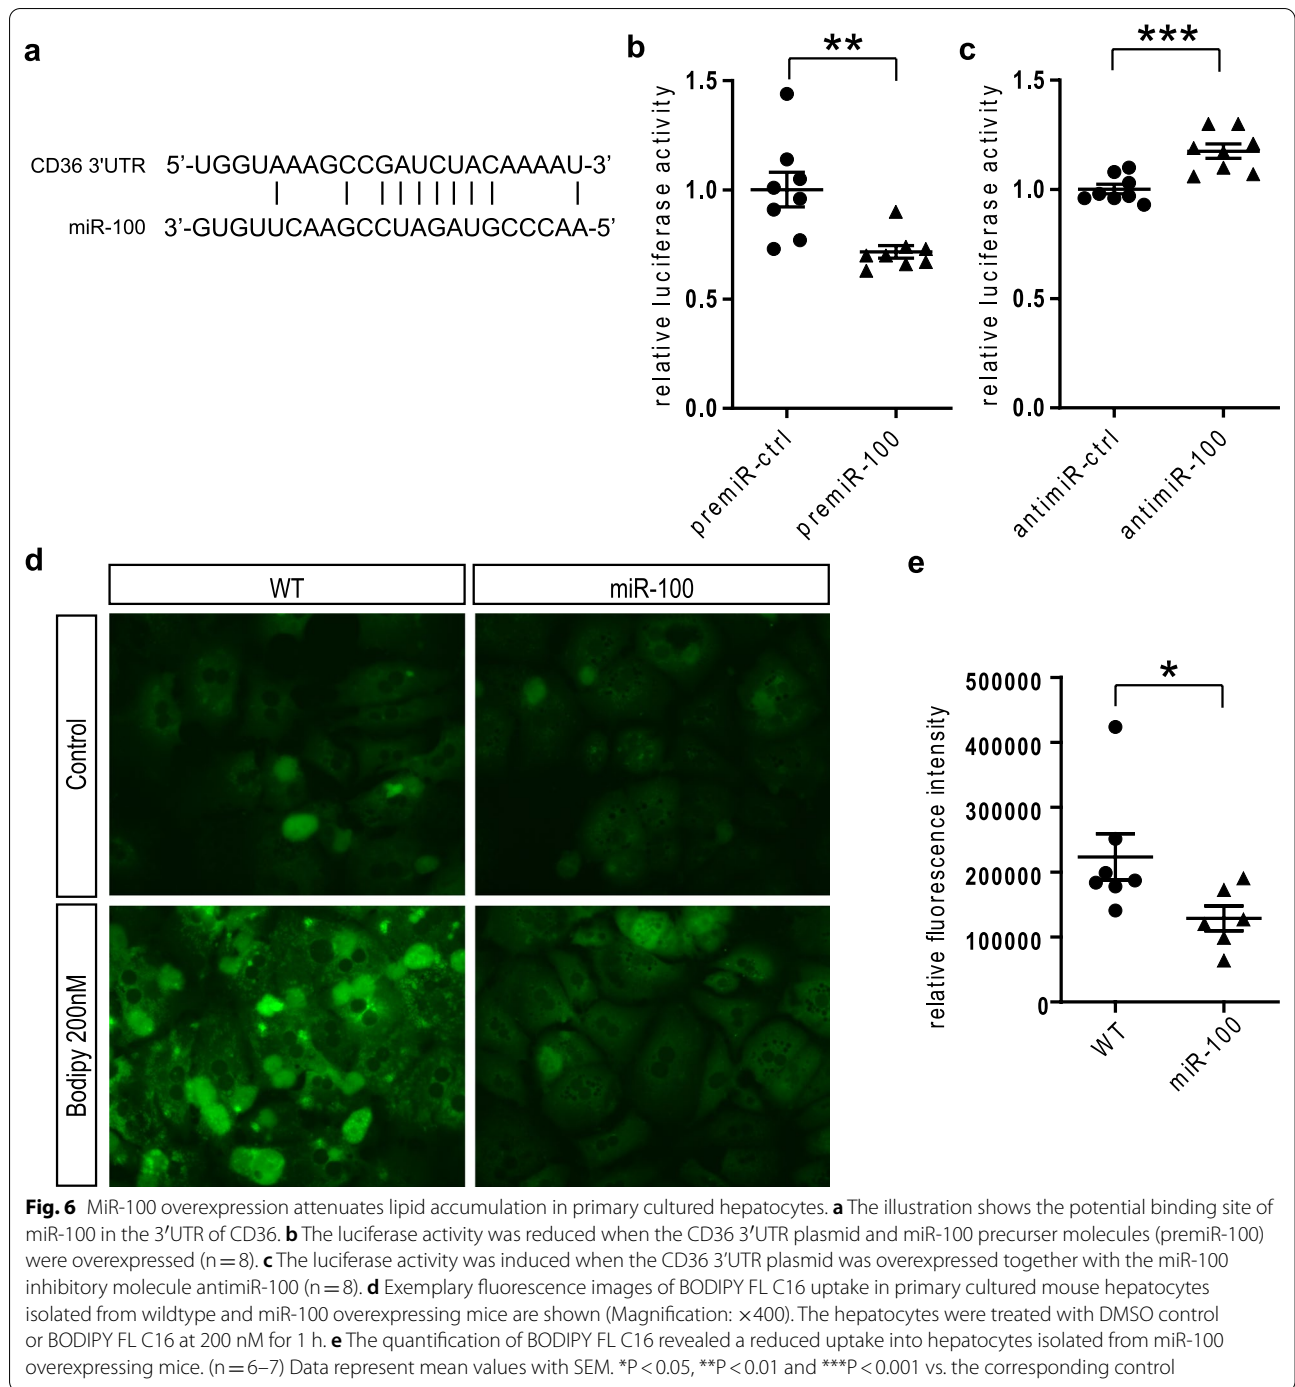 a
CD36 3'UTR 5'-UGGUAAAGCCGAUCUACAAAAU-3'
miR-100 3'-GUGUUCAAGCCUAGAUGCCCAA-5'
b
**
relative luciferase activity
1.5
1.0
0.5
0.0
premiR-ctrl
premiR-100
c
***
relative luciferase activity
1.5
1.0
0.5
0.0
antimiR-ctrl
antimiR-100
d
WT
miR-100
Control
Bodipy 200nM
e
*
relative fluorescence intensity
500000
400000
300000
200000
100000
0
WT
miR-100
Fig. 6 MiR-100 overexpression attenuates lipid accumulation in primary cultured hepatocytes. a The illustration shows the potential binding site of
miR-100 in the 3′UTR of CD36. b The luciferase activity was reduced when the CD36 3′UTR plasmid and miR-100 precurser molecules (premiR-100)
were overexpressed (n = 8). c The luciferase activity was induced when the CD36 3′UTR plasmid was overexpressed together with the miR-100
inhibitory molecule antimiR-100 (n = 8). d Exemplary fluorescence images of BODIPY FL C16 uptake in primary cultured mouse hepatocytes
isolated from wildtype and miR-100 overexpressing mice are shown (Magnification: ×400). The hepatocytes were treated with DMSO control
or BODIPY FL C16 at 200 nM for 1 h. e The quantification of BODIPY FL C16 revealed a reduced uptake into hepatocytes isolated from miR-100
overexpressing mice. (n = 6–7) Data represent mean values with SEM. *P < 0.05, **P < 0.01 and ***P < 0.001 vs. the corresponding control